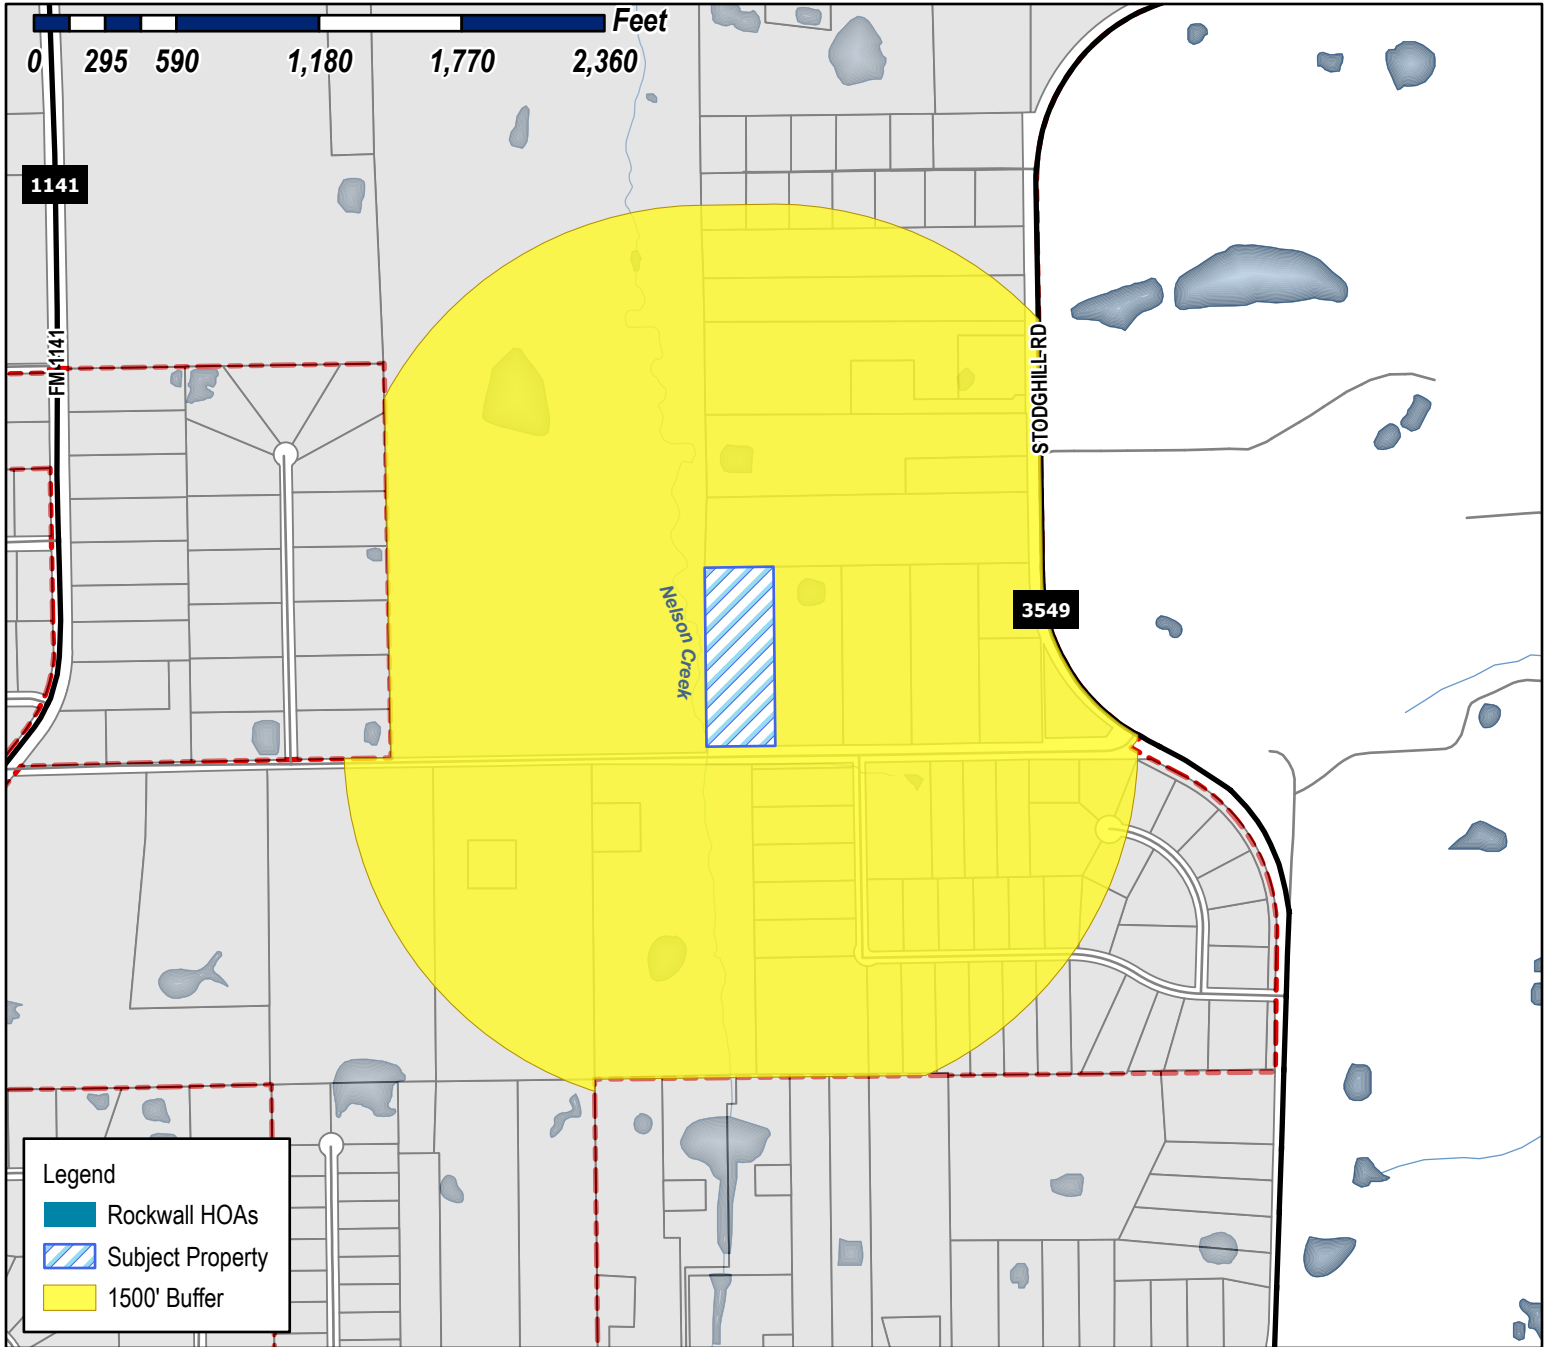 Feet
0 295 590 1,180 1,770 2,360
1141
FM 1141
STODGHILL RD
3549
Nelson Creek
Legend
Rockwall HOAs
Subject Property
1500' Buffer